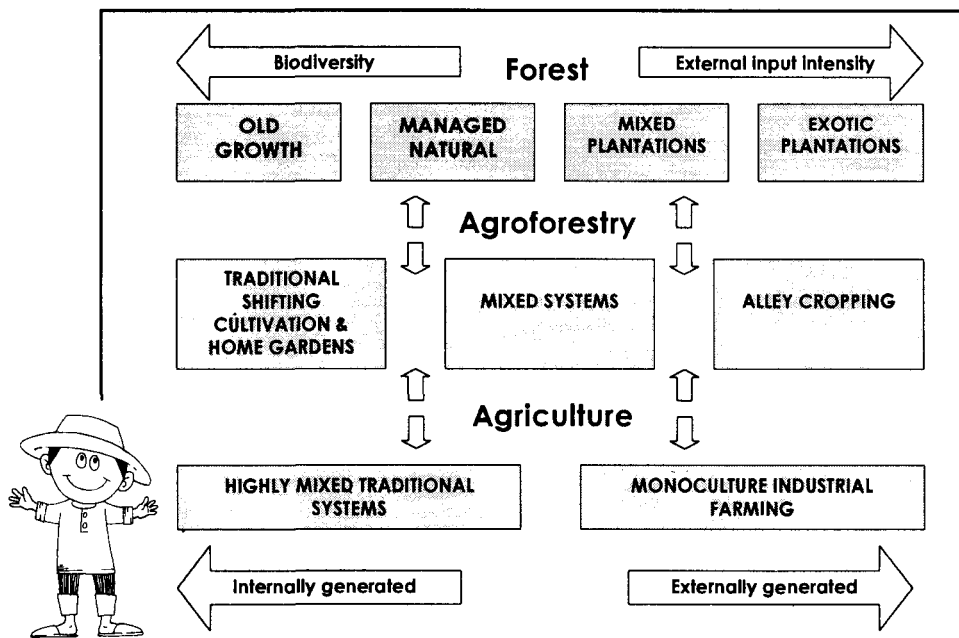 Biodiversity
Forest
External input intensity
OLD
GROWTH
MANAGED
NATURAL
MIXED
PLANTATIONS
EXOTIC
PLANTATIONS
Agroforestry
TRADITIONAL
SHIFTING
CULTIVATION &
HOME GARDENS
MIXED SYSTEMS
ALLEY CROPPING
Agriculture
HIGHLY MIXED TRADITIONAL
SYSTEMS
MONOCULTURE INDUSTRIAL
FARMING
Internally generated
Externally generated